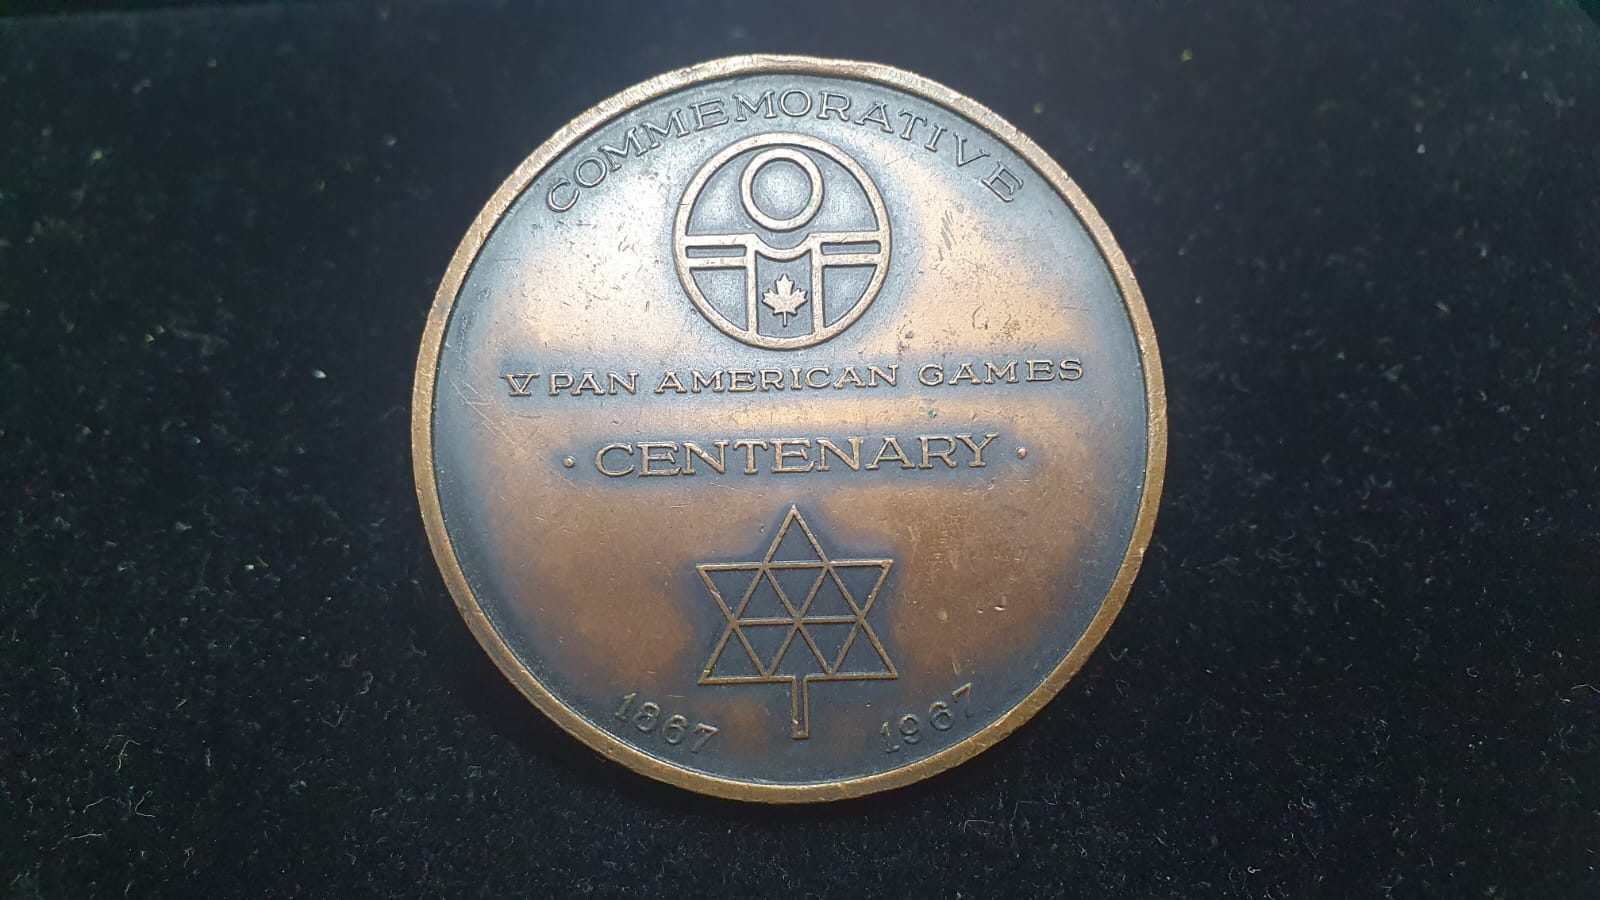 COMMEMORATIVE
V PAN AMERICAN GAMES
· CENTENARY ·
1867 1967